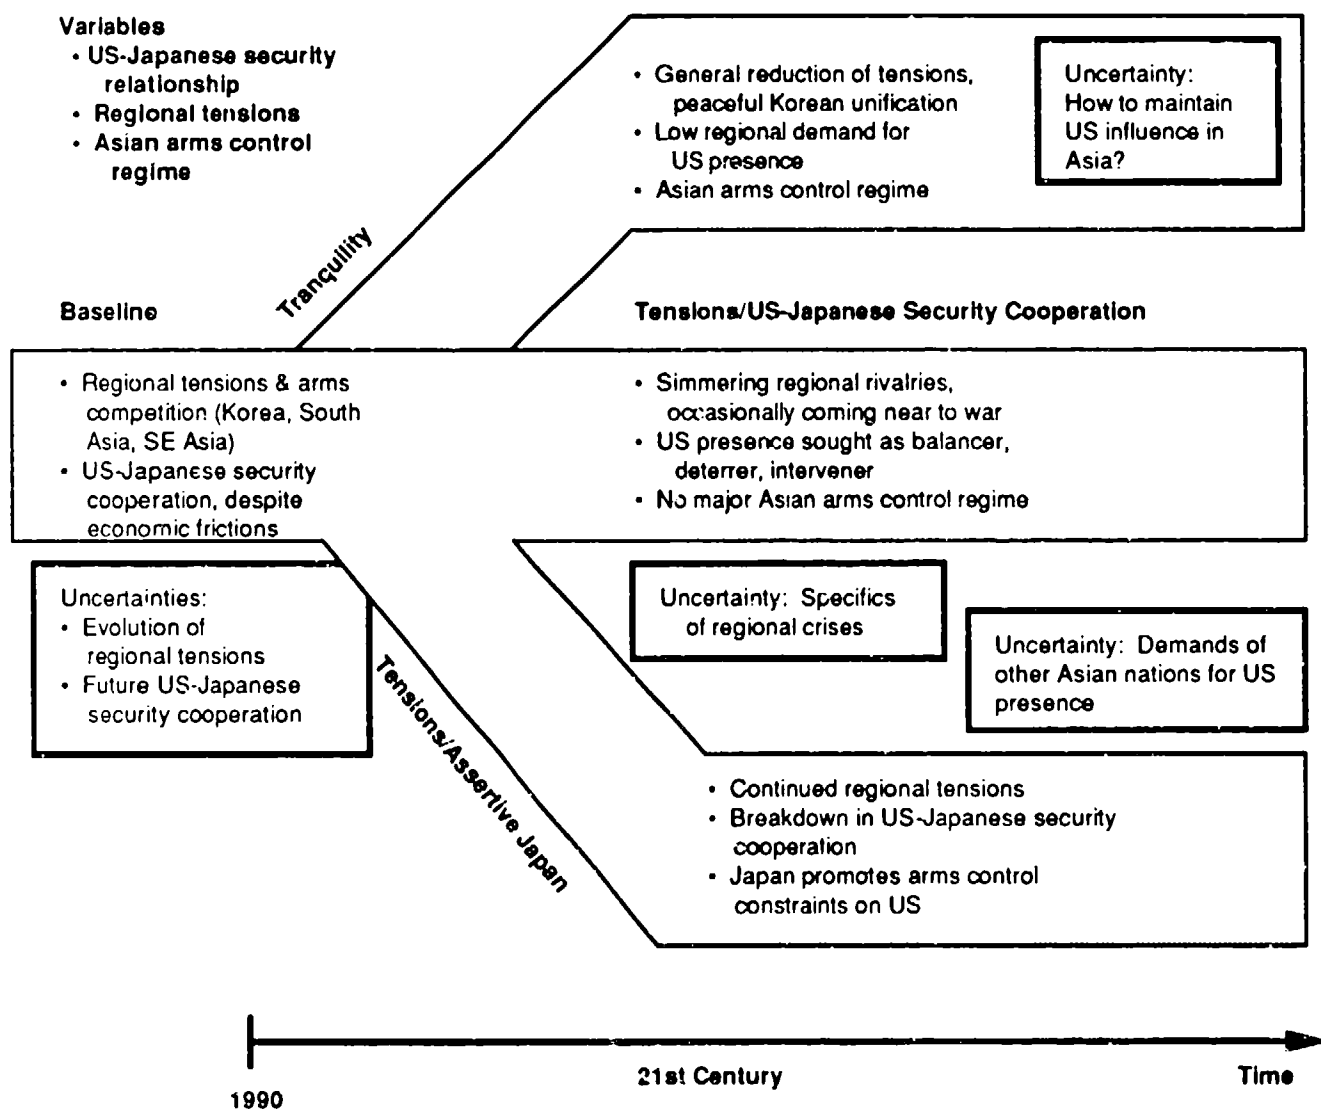 Variables
• US-Japanese security
relationship
• Regional tensions
• Asian arms control
regime
Tranquility
• General reduction of tensions,
peaceful Korean unification
• Low regional demand for
US presence
• Asian arms control regime
Uncertainty:
How to maintain
US influence in
Asia?
Baseline
• Regional tensions & arms
competition (Korea, South
Asia, SE Asia)
• US-Japanese security
cooperation, despite
economic frictions
Tensions/US-Japanese Security Cooperation
• Simmering regional rivalries,
occasionally coming near to war
• US presence sought as balancer,
deterrer, intervener
• No major Asian arms control regime
Uncertainties:
• Evolution of
regional tensions
• Future US-Japanese
security cooperation
Tensions/Assertive Japan
Uncertainty: Specifics
of regional crises
Uncertainty: Demands of
other Asian nations for US
presence
• Continued regional tensions
• Breakdown in US-Japanese security
cooperation
• Japan promotes arms control
constraints on US
1990
21st Century
Time